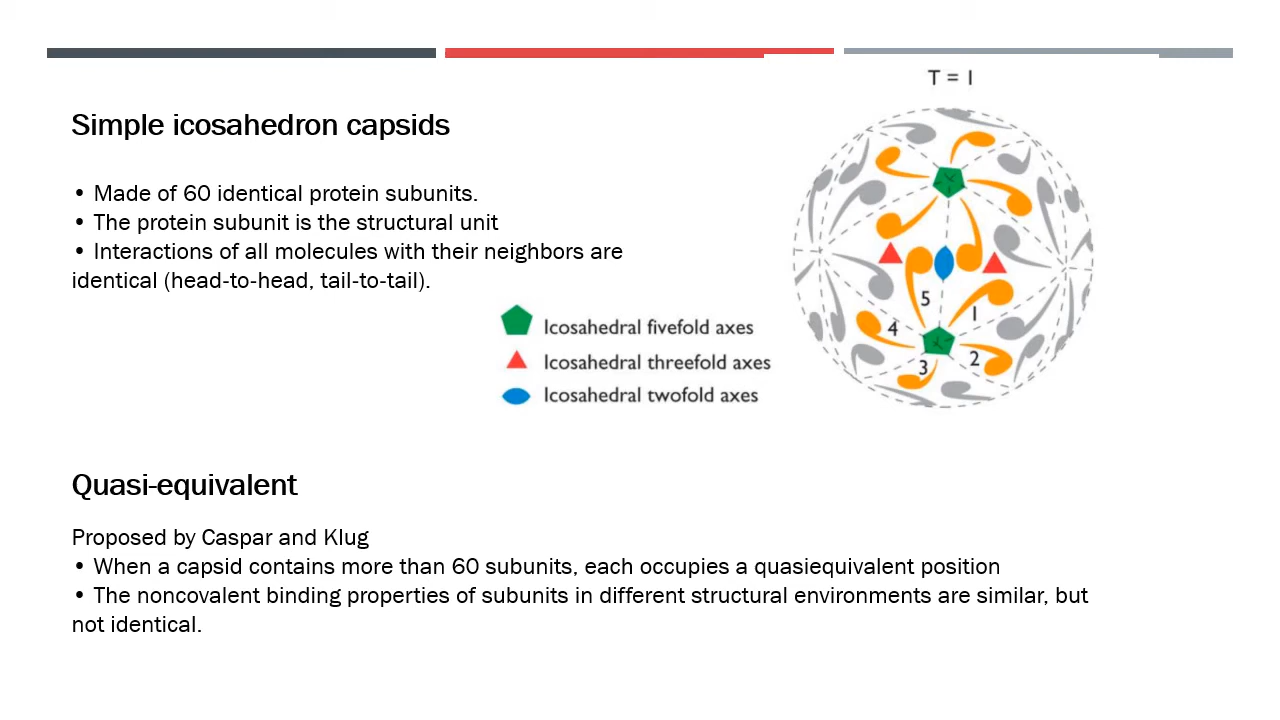 T = 1
Simple icosahedron capsids
• Made of 60 identical protein subunits.
• The protein subunit is the structural unit
• Interactions of all molecules with their neighbors are
identical (head-to-head, tail-to-tail).
5
1
4
2
3
Icosahedral fivefold axes
Icosahedral threefold axes
Icosahedral twofold axes
Quasi-equivalent
Proposed by Caspar and Klug
• When a capsid contains more than 60 subunits, each occupies a quasiequivalent position
• The noncovalent binding properties of subunits in different structural environments are similar, but
not identical.